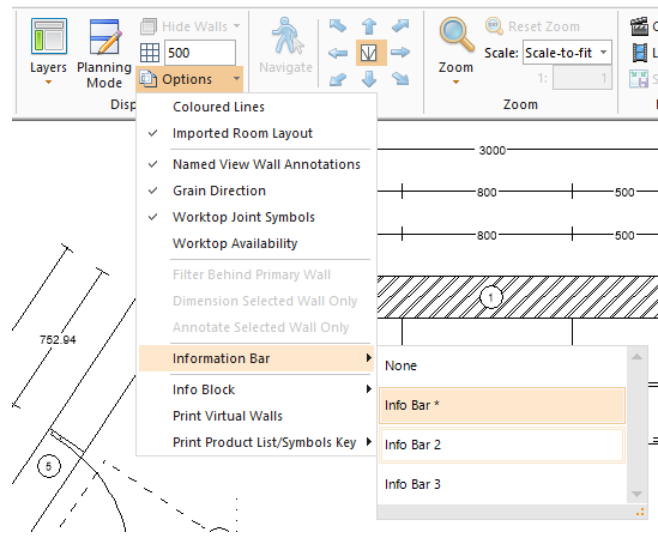 Layers
Planning
Mode
Hide Walls
500
Options
Disp
Navigate
Zoom
Reset Zoom
Scale: Scale-to-fit
1: 1
Zoom
C
L
S
Coloured Lines
Imported Room Layout
Named View Wall Annotations
Grain Direction
Worktop Joint Symbols
Worktop Availability
Filter Behind Primary Wall
Dimension Selected Wall Only
Annotate Selected Wall Only
Information Bar
Info Block
Print Virtual Walls
Print Product List/Symbols Key
None
Info Bar *
Info Bar 2
Info Bar 3
3000
800 500
800 500
1
752.94
5